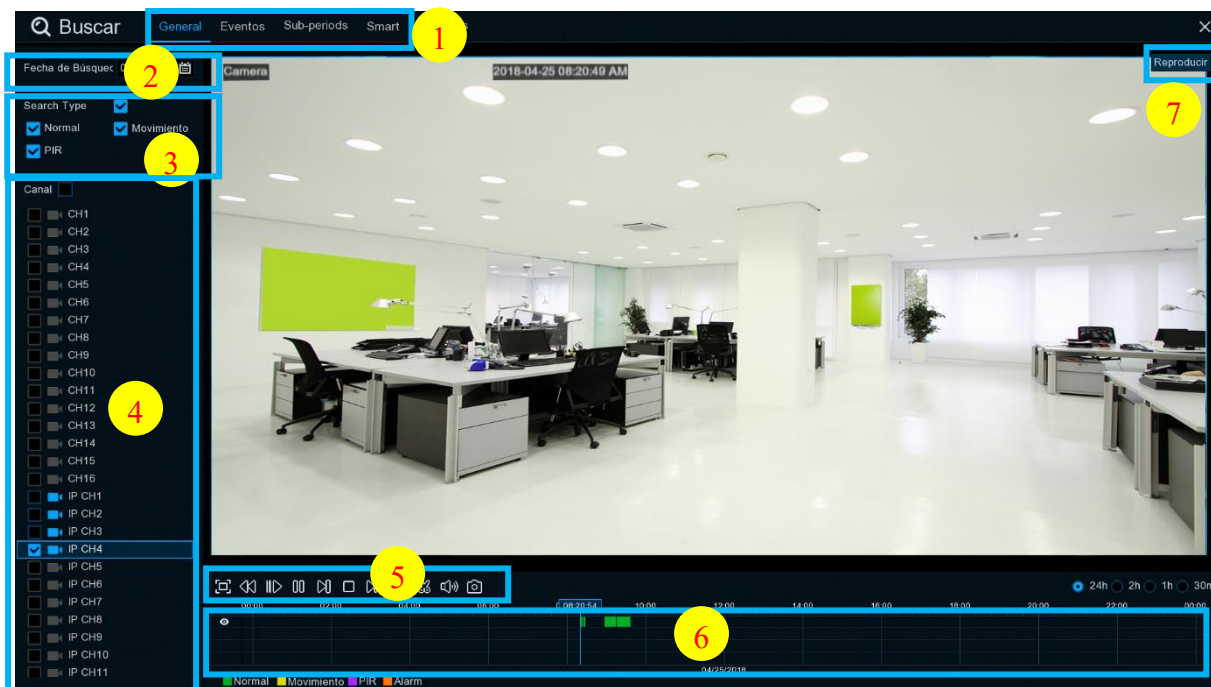 Buscar General Eventos Sub-periods Smart
1
Fecha de Búsquec
2
Camera 2018-04-25 08:20:49 AM
Reproducir
7
Search Type
Normal Movimiento
PIR
3
Canal
CH1
CH2
CH3
CH4
CH5
CH6
CH7
CH8
CH9
CH10
CH11
CH12
CH13
CH14
CH15
CH16
IP CH1
IP CH2
IP CH3
IP CH4
IP CH5
IP CH6
IP CH7
IP CH8
IP CH9
IP CH10
IP CH11
4
5
24h 2h 1h 30m
00:00 02:00 04:00 06:00 08:20:54 10:00 12:00 14:00 16:00 18:00 20:00 22:00 00:00
6
04/25/2018
Normal Movimiento PIR Alarm